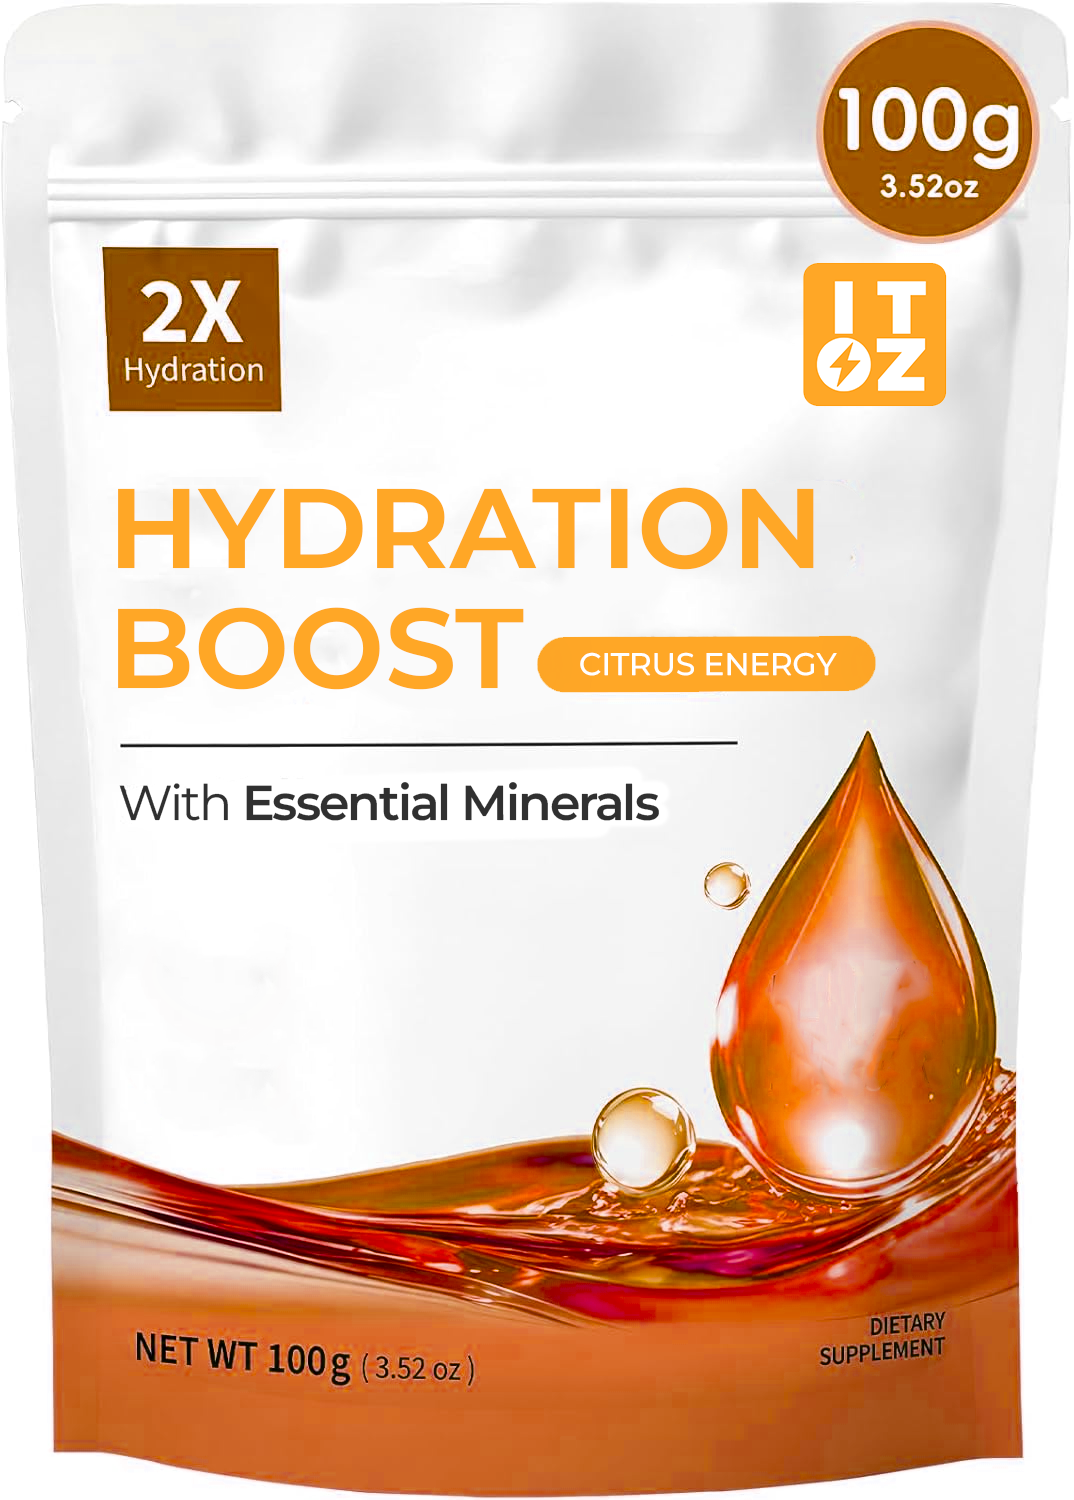 100g
3.52oz
2X
Hydration
IT
OZ
HYDRATION
BOOST
CITRUS ENERGY
With Essential Minerals
NET WT 100g ( 3.52 oz )
DIETARY
SUPPLEMENT